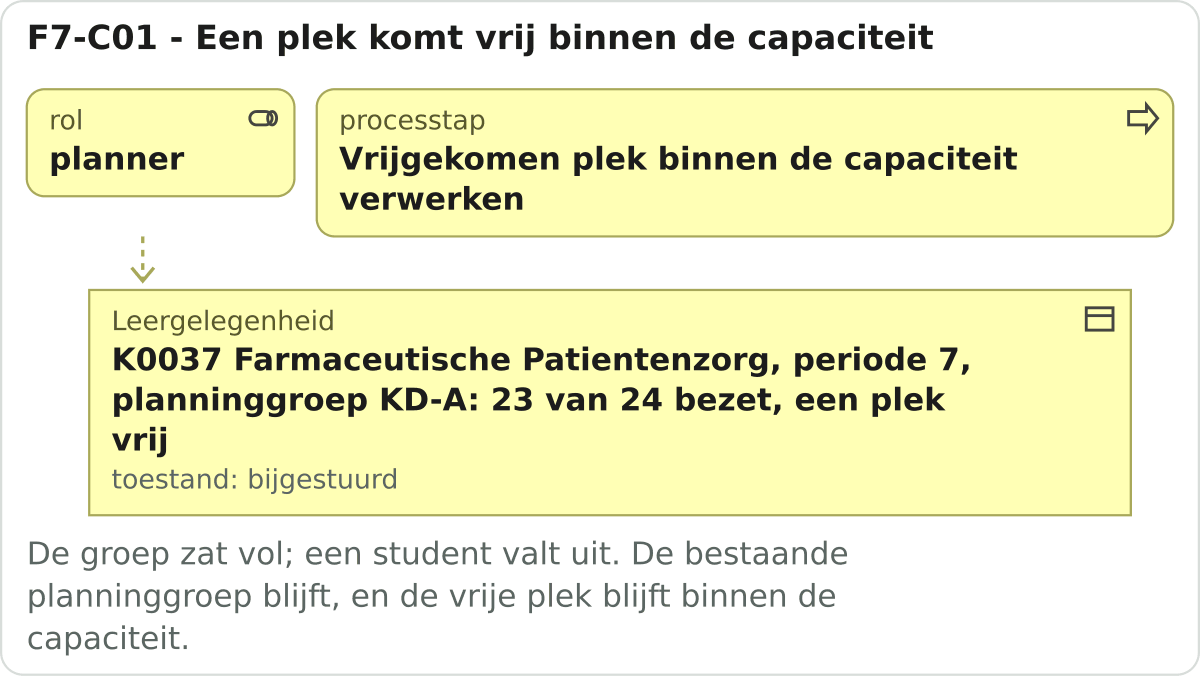 F7-C01 - Een plek komt vrij binnen de capaciteit
rol
planner
processtap
Vrijgekomen plek binnen de capaciteit
verwerken
Leergelegenheid
K0037 Farmaceutische Patientenzorg, periode 7,
planninggroep KD-A: 23 van 24 bezet, een plek
vrij
toestand: bijgestuurd
De groep zat vol; een student valt uit. De bestaande
planninggroep blijft, en de vrije plek blijft binnen de
capaciteit.